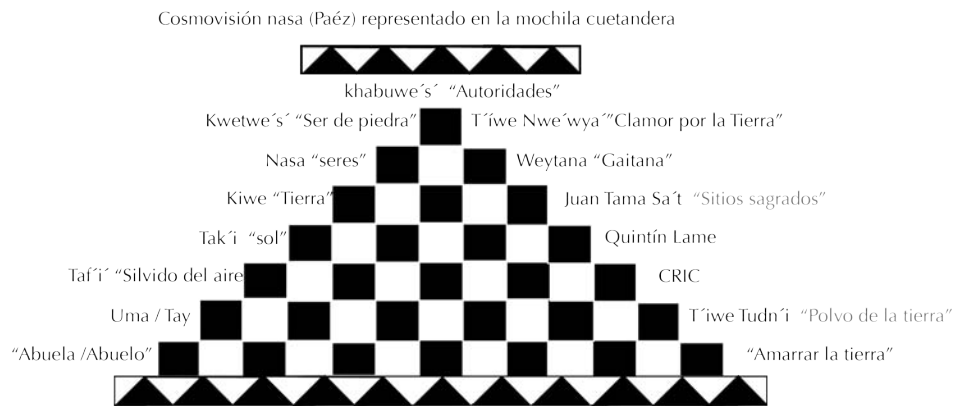 Cosmovisión nasa (Paéz) representado en la mochila cuetandera
khabuwe´s´ “Autoridades”
Kwetwe´s´ “Ser de piedra” T´íwe Nwe´wya´”Clamor por la Tierra”
Nasa “seres” Weytana “Gaitana”
Kiwe “Tierra” Juan Tama Sa´t “Sitios sagrados”
Tak´i “sol” Quintín Lame
Taf´i´ “Silvido del aire CRIC
Uma / Tay T´iwe Tudn´i “Polvo de la tierra”
“Abuela /Abuelo” “Amarrar la tierra”